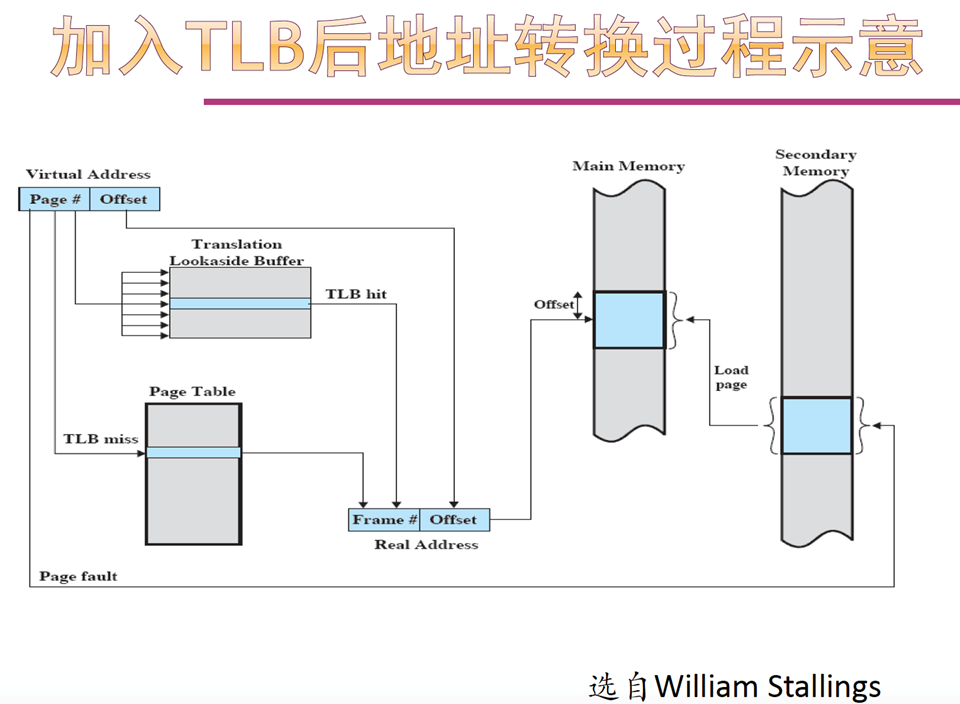 加入TLB后地址转换过程示意
Virtual Address
Page #
Offset
Translation
Lookaside Buffer
TLB hit
Page Table
TLB miss
Frame #
Offset
Real Address
Page fault
Main Memory
Offset
Load
page
Secondary
Memory
选自William Stallings